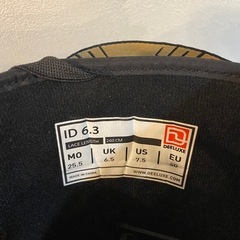 ID 6.3
LACE LENGTH: 260 CM
DEELUXE
MO UK US EU
25.5 6.5 7.5
MADE IN CHINA
WWW.DEELUXE.COM